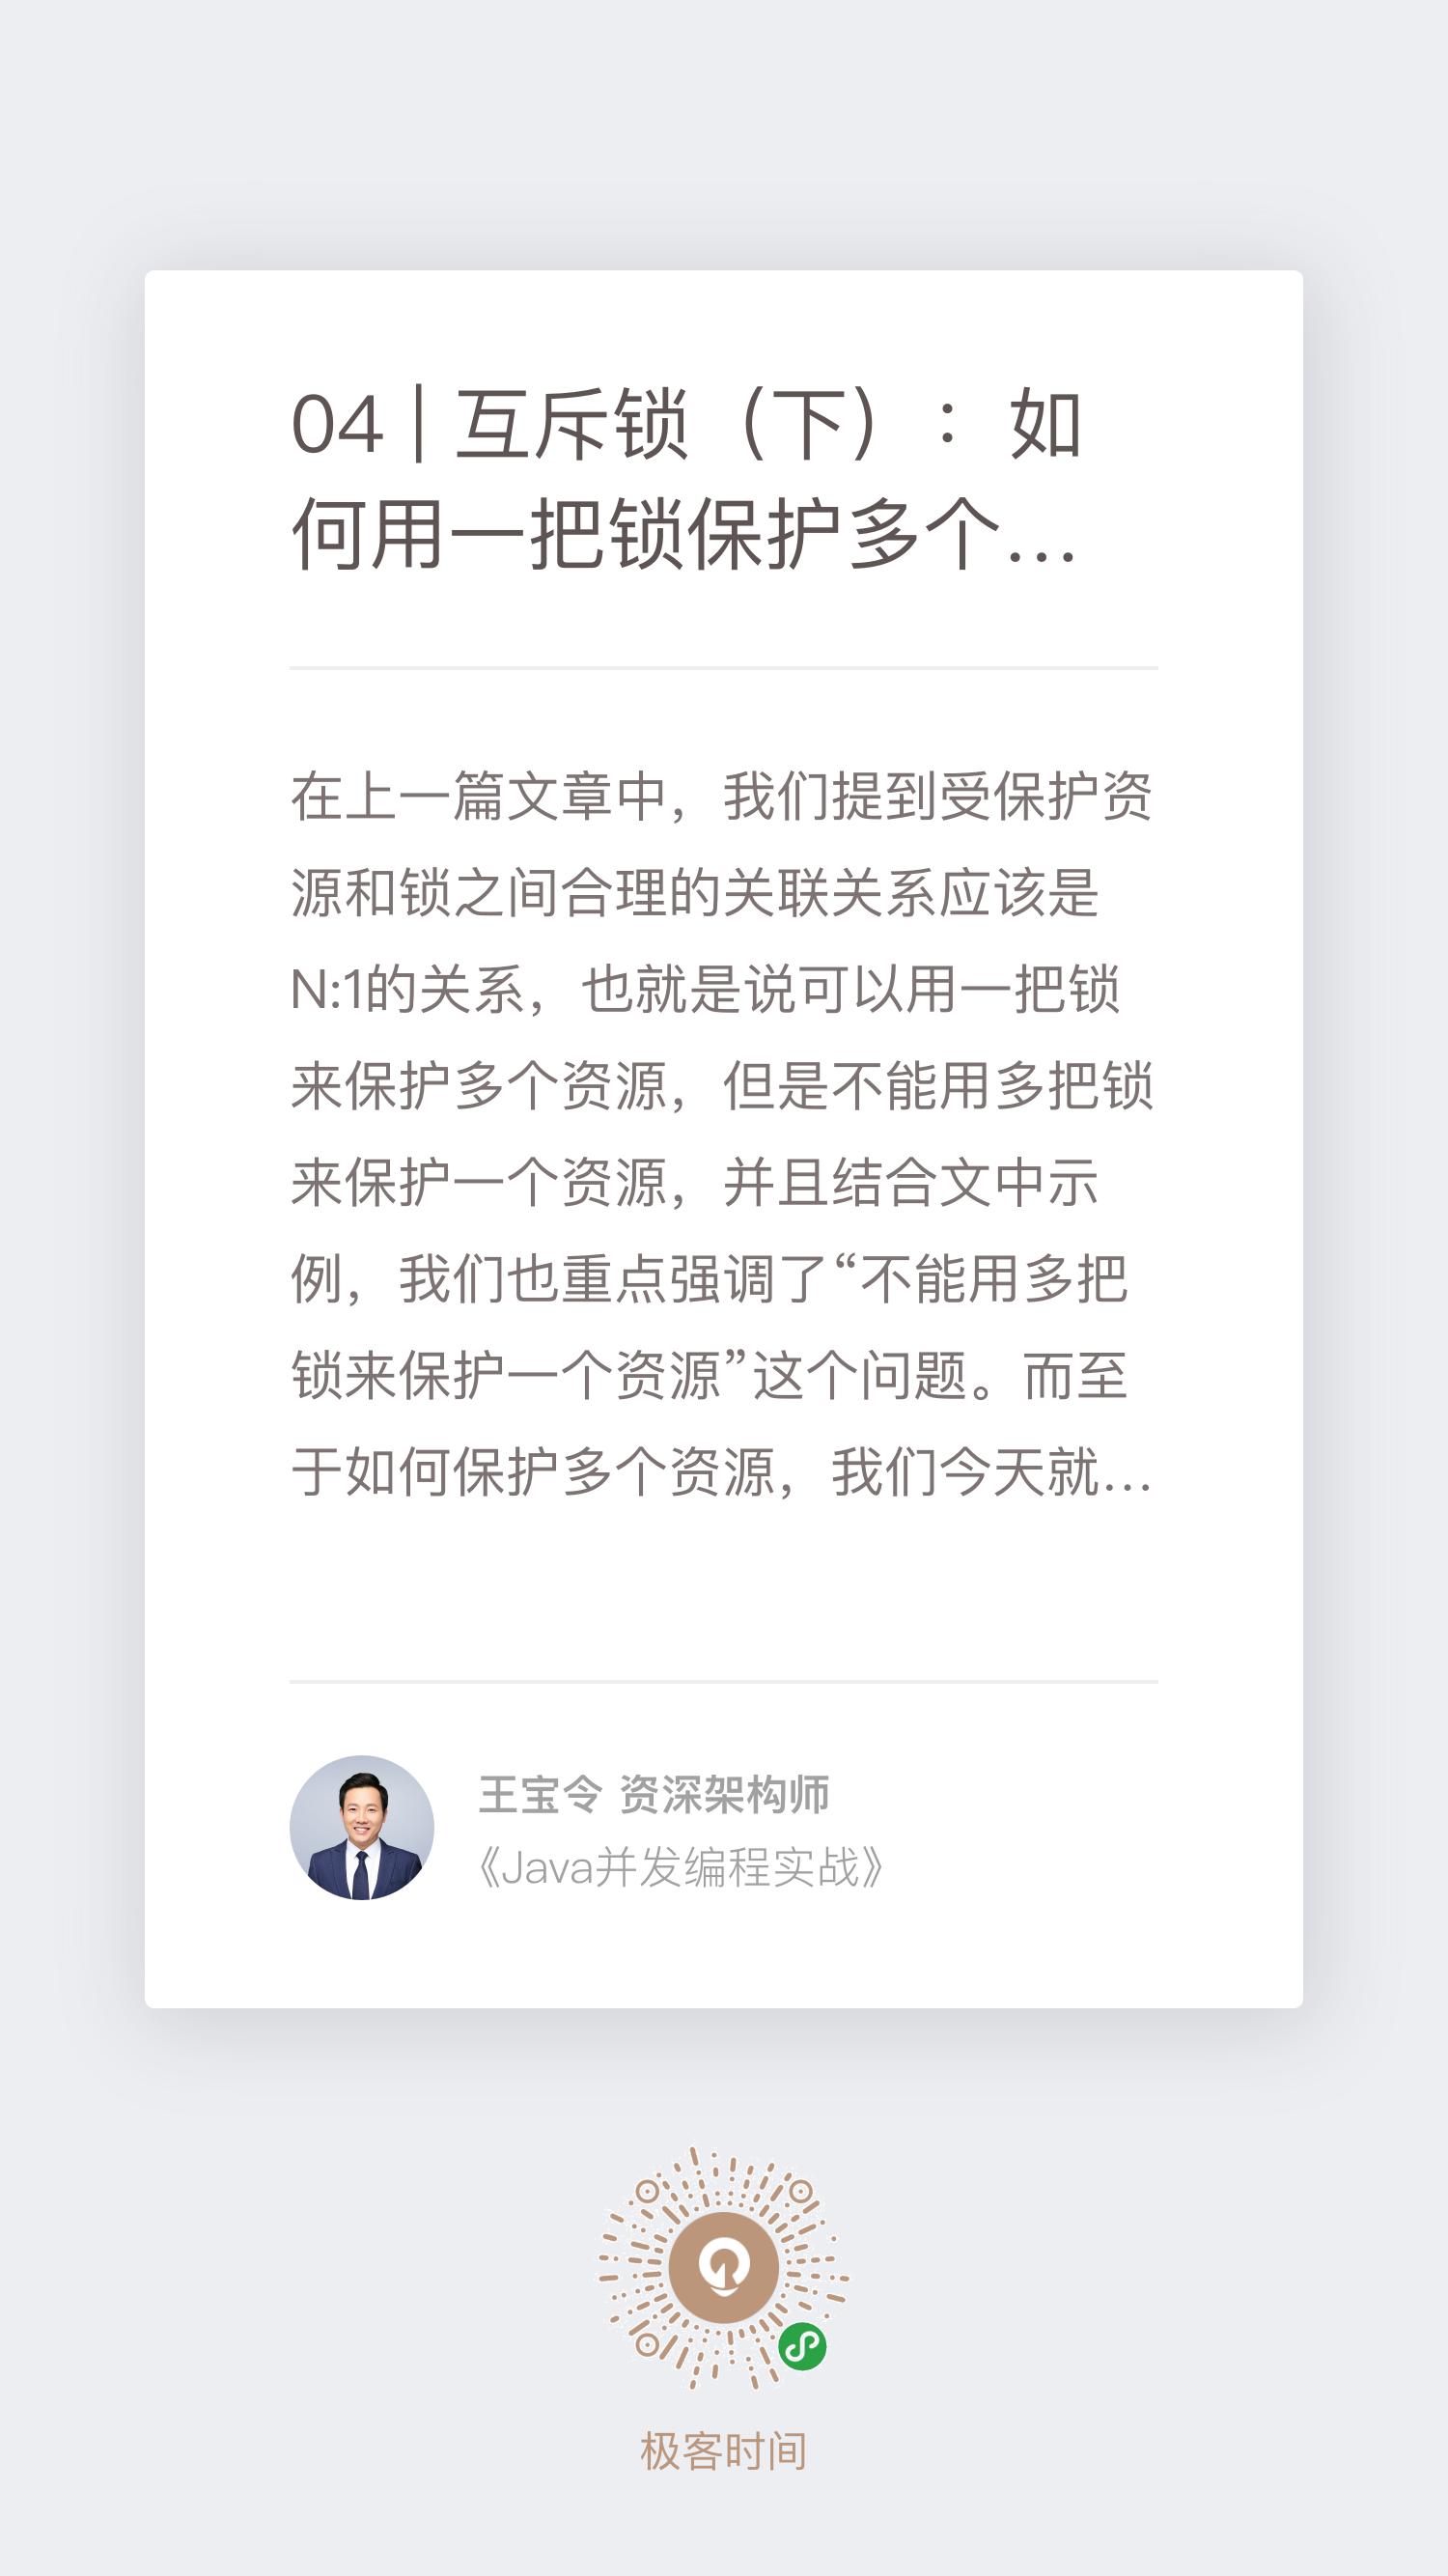 04 | 互斥锁（下）：如
何用一把锁保护多个…
在上一篇文章中，我们提到受保护资
源和锁之间合理的关联关系应该是
N:1的关系，也就是说可以用一把锁
来保护多个资源，但是不能用多把锁
来保护一个资源，并且结合文中示
例，我们也重点强调了“不能用多把
锁来保护一个资源”这个问题。而至
于如何保护多个资源，我们今天就…
王宝令 资深架构师
《Java并发编程实战》
极客时间